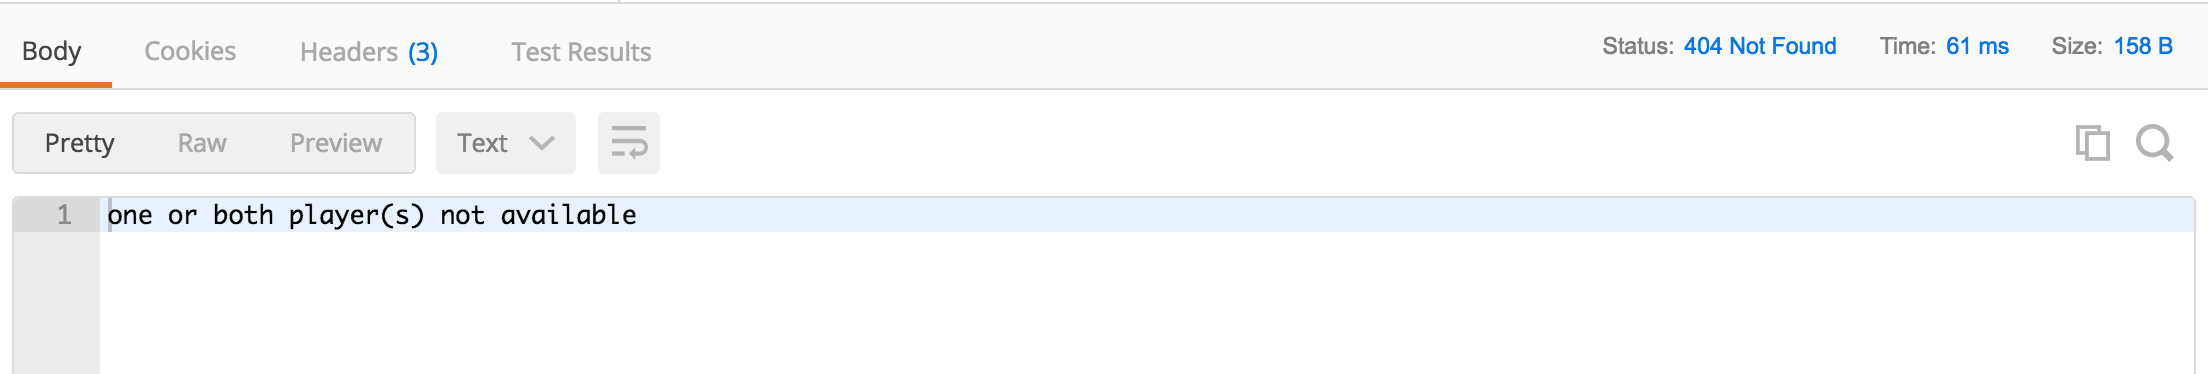 Body Cookies Headers (3) Test Results Status: 404 Not Found Time: 61 ms Size: 158 B
Pretty Raw Preview Text
1 one or both player(s) not available